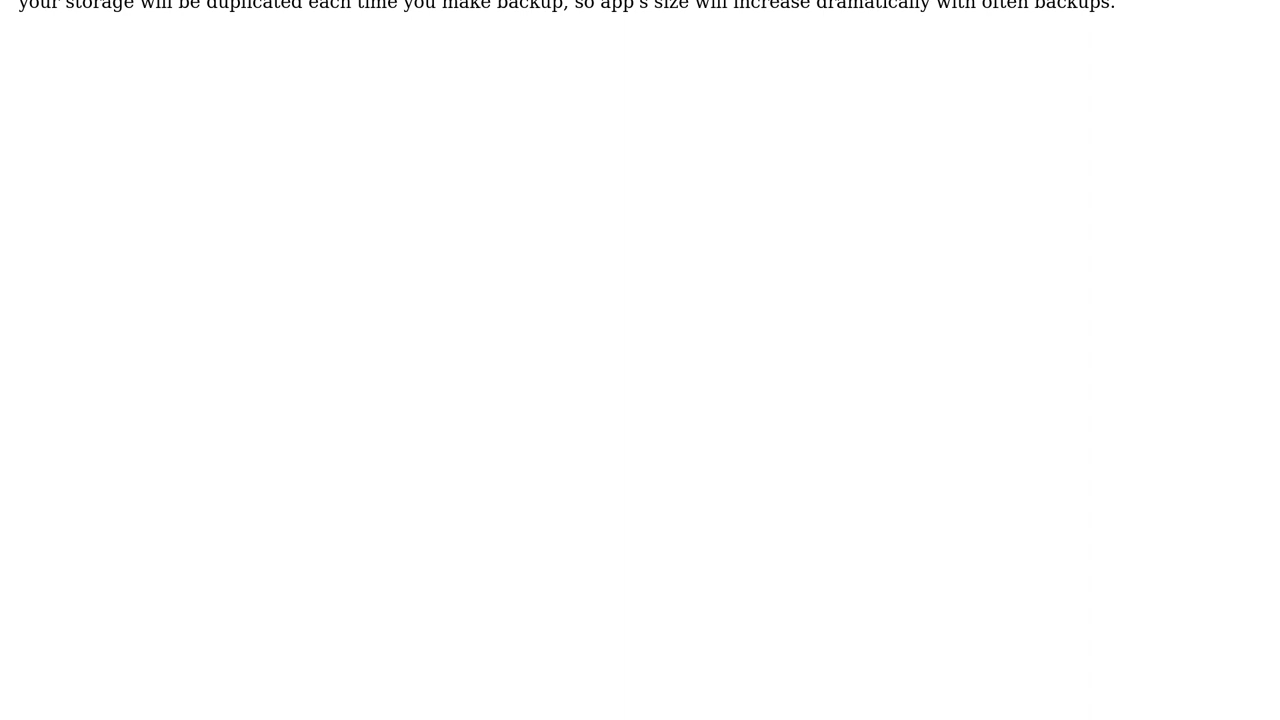 your storage will be duplicated each time you make backup, so app's size will increase dramatically with often backups.